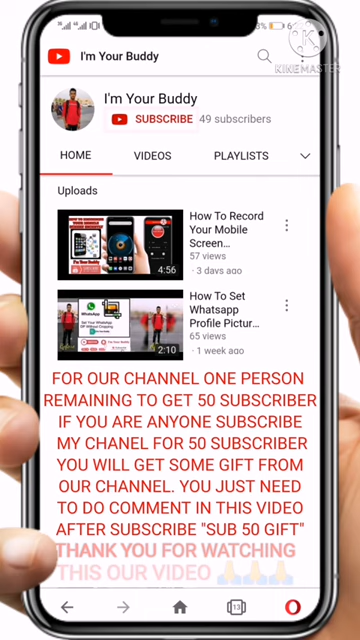 I'm Your Buddy
KINEMASTER
I'm Your Buddy
SUBSCRIBE 49 subscribers
HOME VIDEOS PLAYLISTS
Uploads
How To Record
Your Mobile
Screen...
57 views
· 3 days ago
4:56
How To Set
Whatsapp
Profile Pictur...
65 views
· 1 week ago
WhatsApp
2:10
FOR OUR CHANNEL ONE PERSON
REMAINING TO GET 50 SUBSCRIBER
IF YOU ARE ANYONE SUBSCRIBE
MY CHANEL FOR 50 SUBSCRIBER
YOU WILL GET SOME GIFT FROM
OUR CHANNEL. YOU JUST NEED
TO DO COMMENT IN THIS VIDEO
AFTER SUBSCRIBE "SUB 50 GIFT"
THANK YOU FOR WATCHING
THIS OUR VIDEO 🙏🙏🙏
13